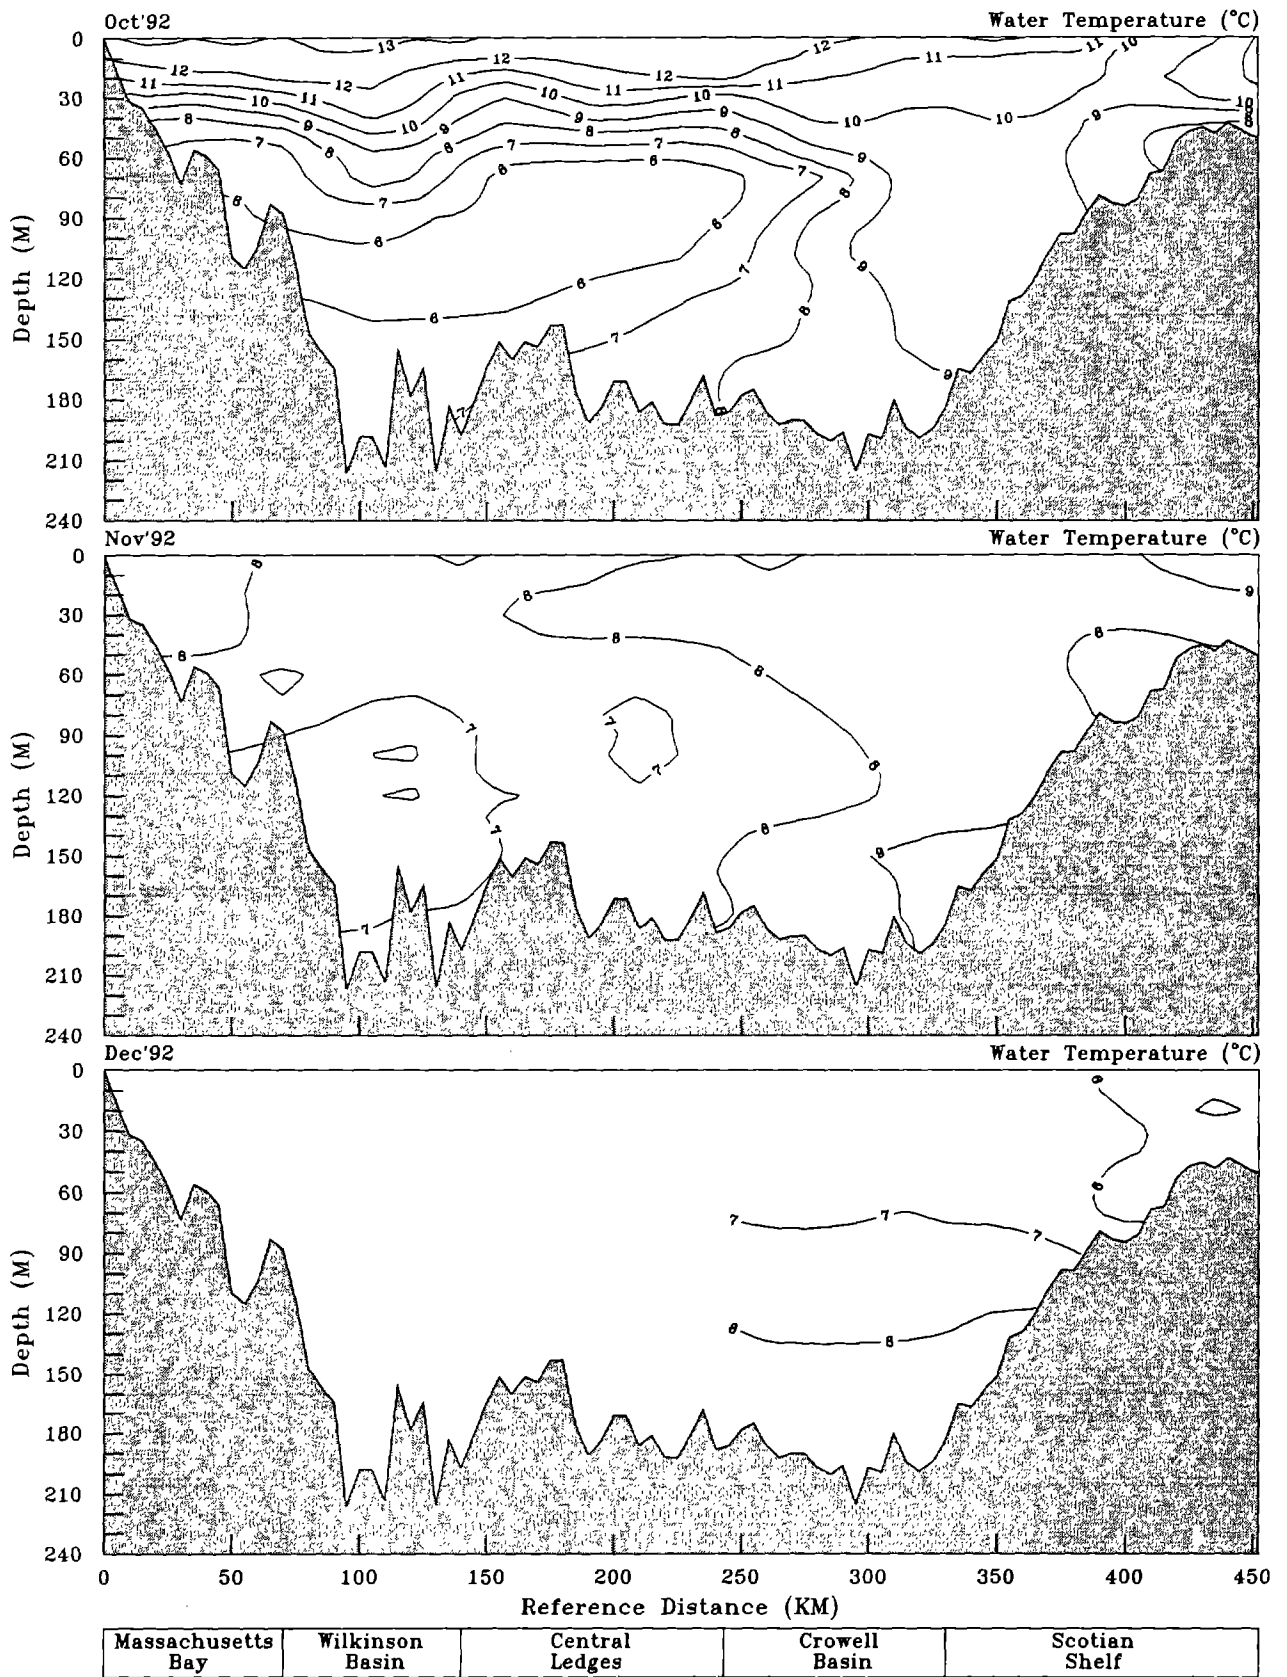 Oct'92 Water Temperature (°C)
0
30
60
90
120
150
180
210
240
Depth (M)
13
12 12 12 12 12
11 11 11 11 11 11 11
10 10 10 10 10 10 10 10
9 9 9 9 9 9 9 9
8 8 8 8 8 8 8 8 8
7 7 7 7 7 7 7 7
6 6 6 6 6 6 6
Nov'92 Water Temperature (°C)
0
30
60
90
120
150
180
210
240
Depth (M)
8 8 8 8 8 8 8 8
7 7 7 7 7
9 9
Dec'92 Water Temperature (°C)
0
30
60
90
120
150
180
210
240
Depth (M)
7 7 7
8 8
0 50 100 150 200 250 300 350 400 450
Reference Distance (KM)
Massachusetts Bay
Wilkinson Basin
Central Ledges
Crowell Basin
Scotian Shelf